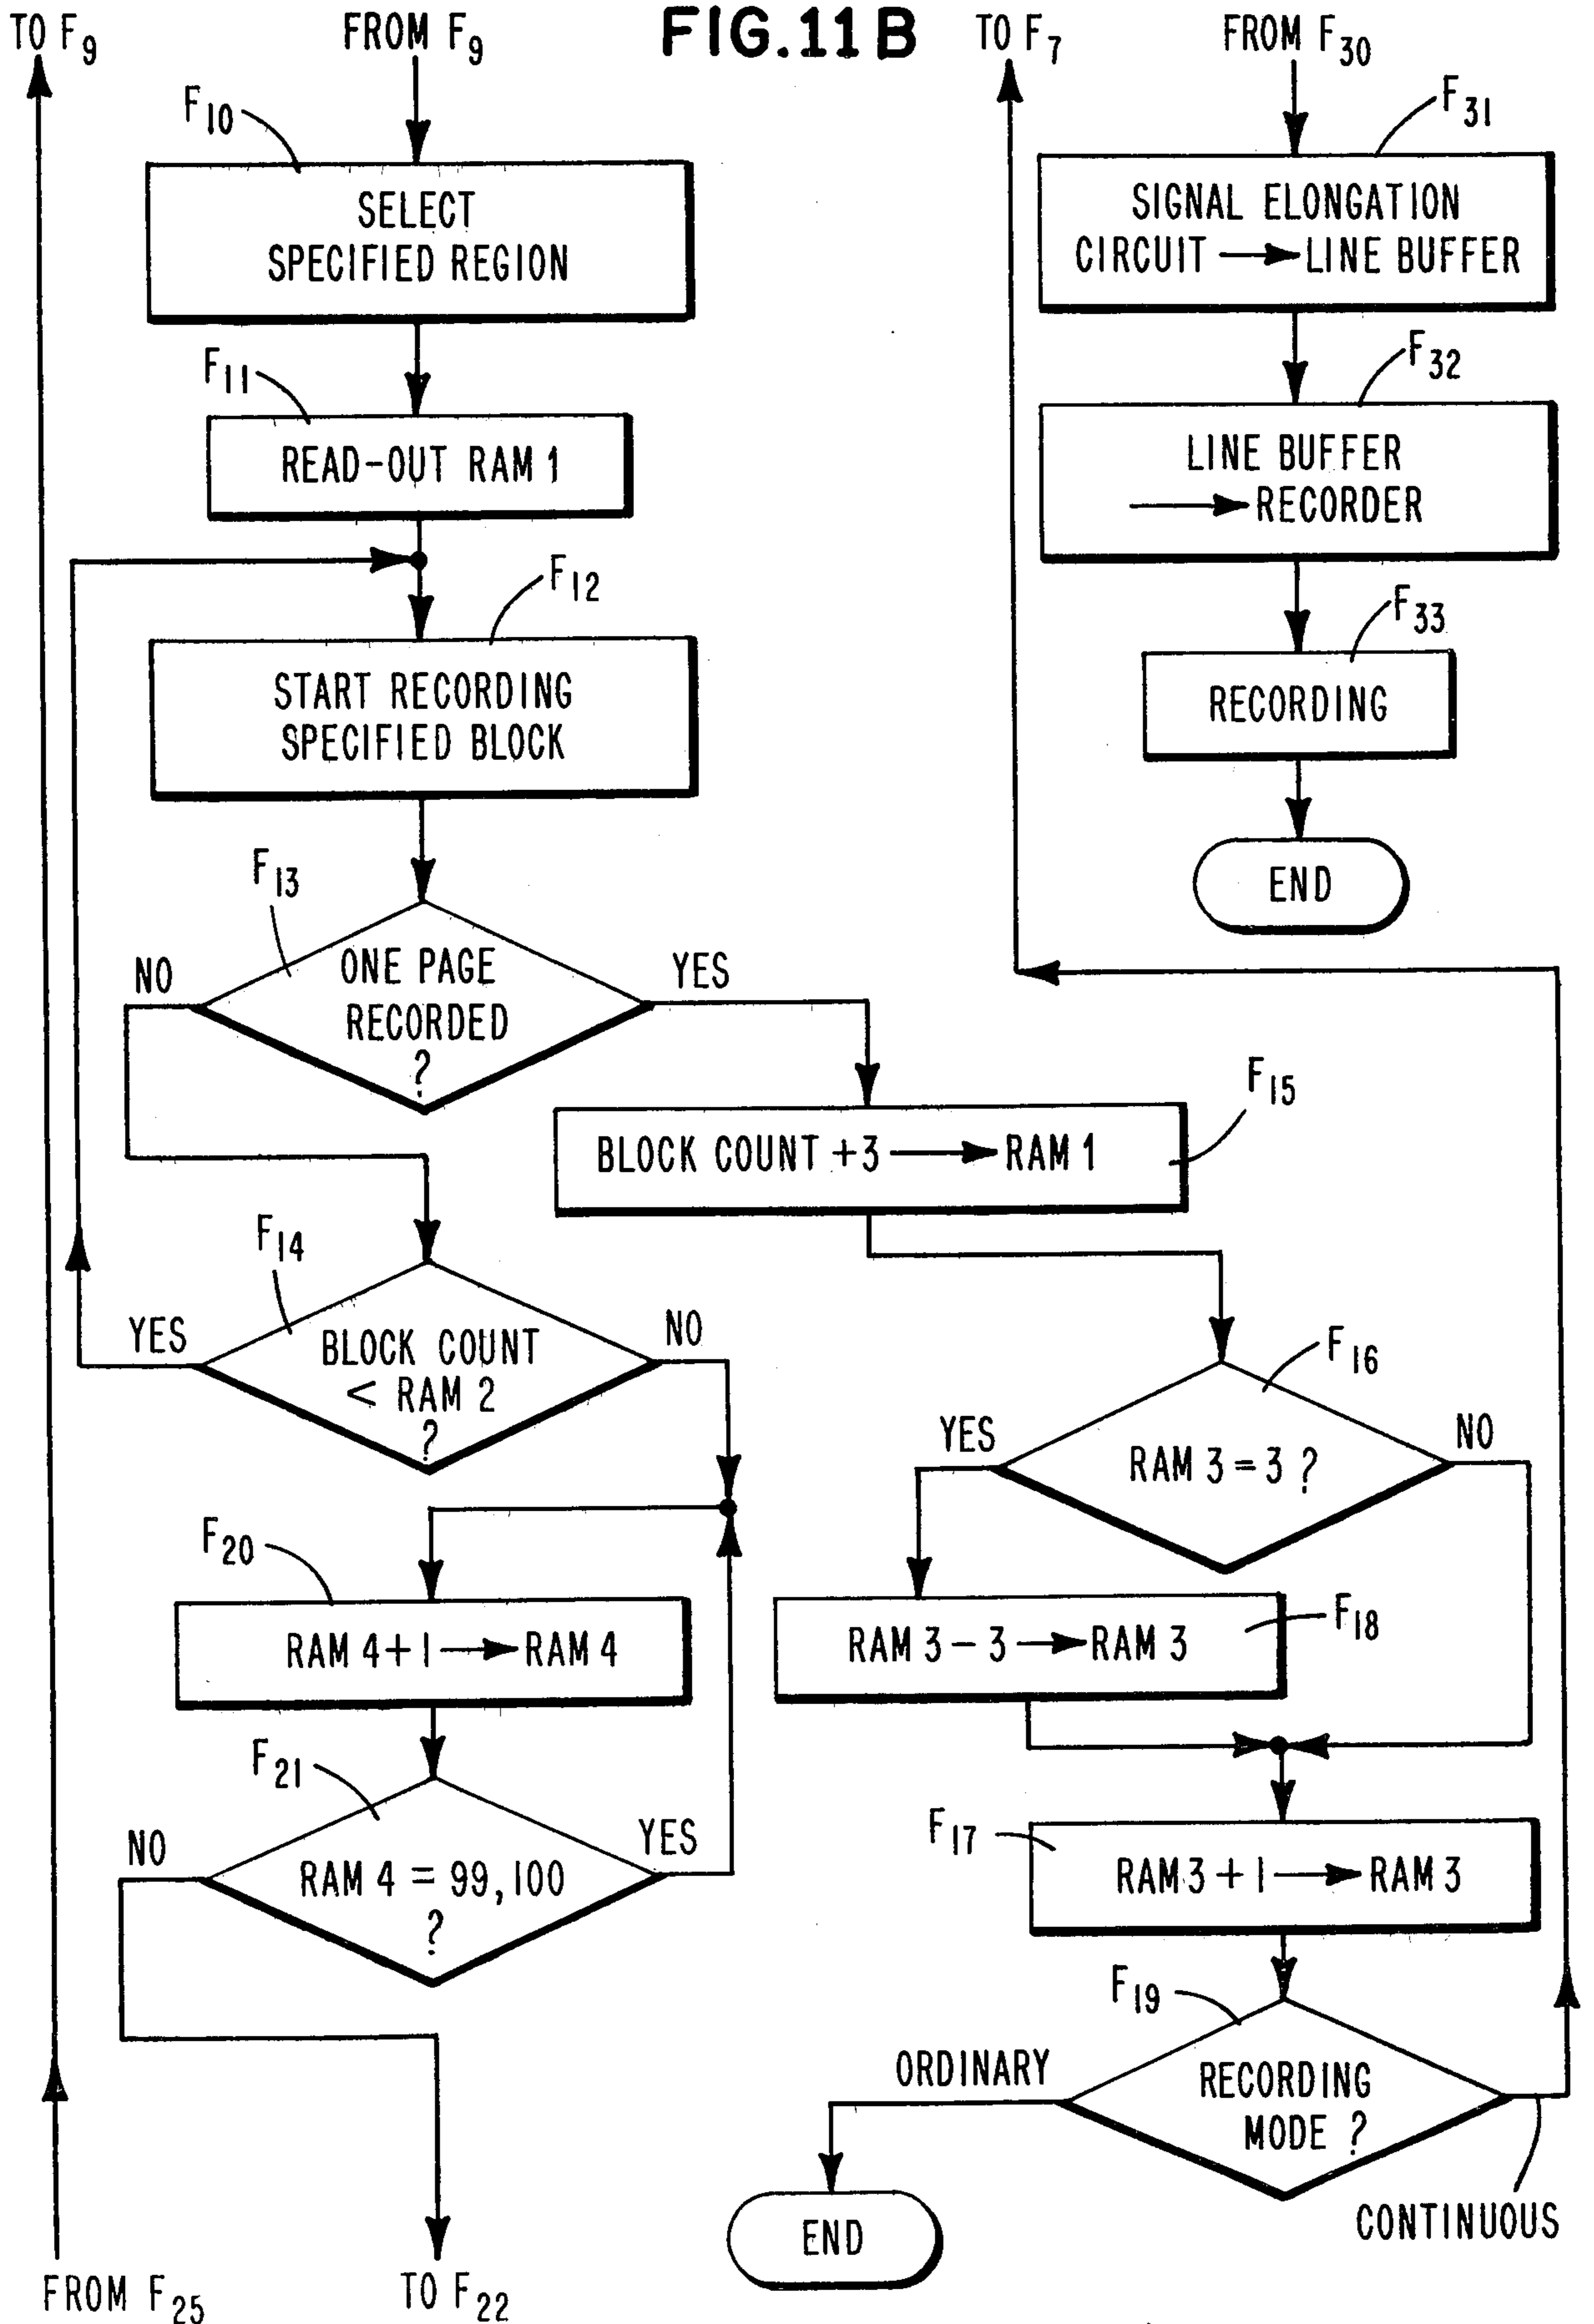 FIG.11B
TO F9
FROM F9
F10
SELECT
SPECIFIED REGION
F11
READ-OUT RAM 1
F12
START RECORDING
SPECIFIED BLOCK
F13
ONE PAGE
RECORDED
?
NO
YES
F14
BLOCK COUNT
< RAM 2
?
YES
NO
F20
RAM 4+1 → RAM 4
F21
RAM 4 = 99,100
?
NO
YES
FROM F25
TO F22
TO F7
FROM F30
F31
SIGNAL ELONGATION
CIRCUIT → LINE BUFFER
F32
LINE BUFFER
→ RECORDER
F33
RECORDING
END
F15
BLOCK COUNT +3 → RAM 1
F16
RAM 3 = 3 ?
YES
NO
F18
RAM 3 - 3 → RAM 3
F17
RAM 3 + 1 → RAM 3
F19
RECORDING
MODE ?
ORDINARY
CONTINUOUS
END